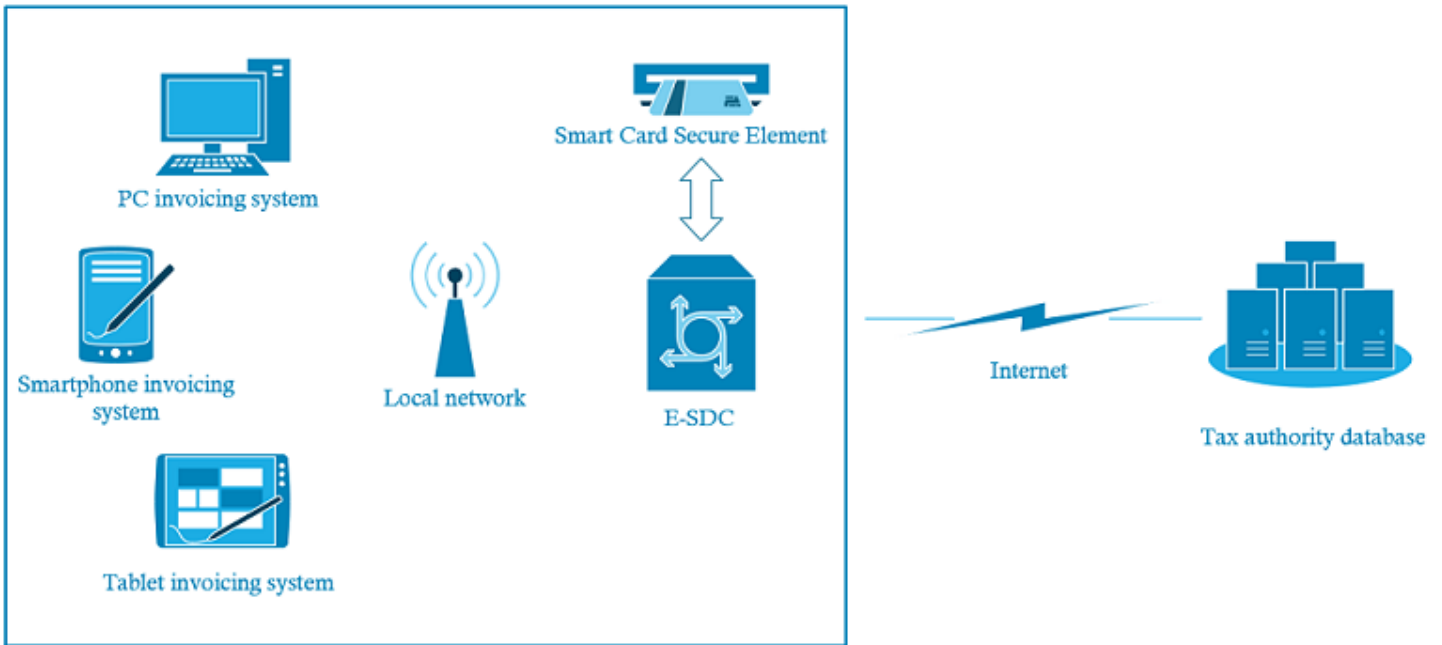 PC invoicing system
Smart Card Secure Element
Smartphone invoicing
system
Local network
E-SDC
Internet
Tax authority database
Tablet invoicing system